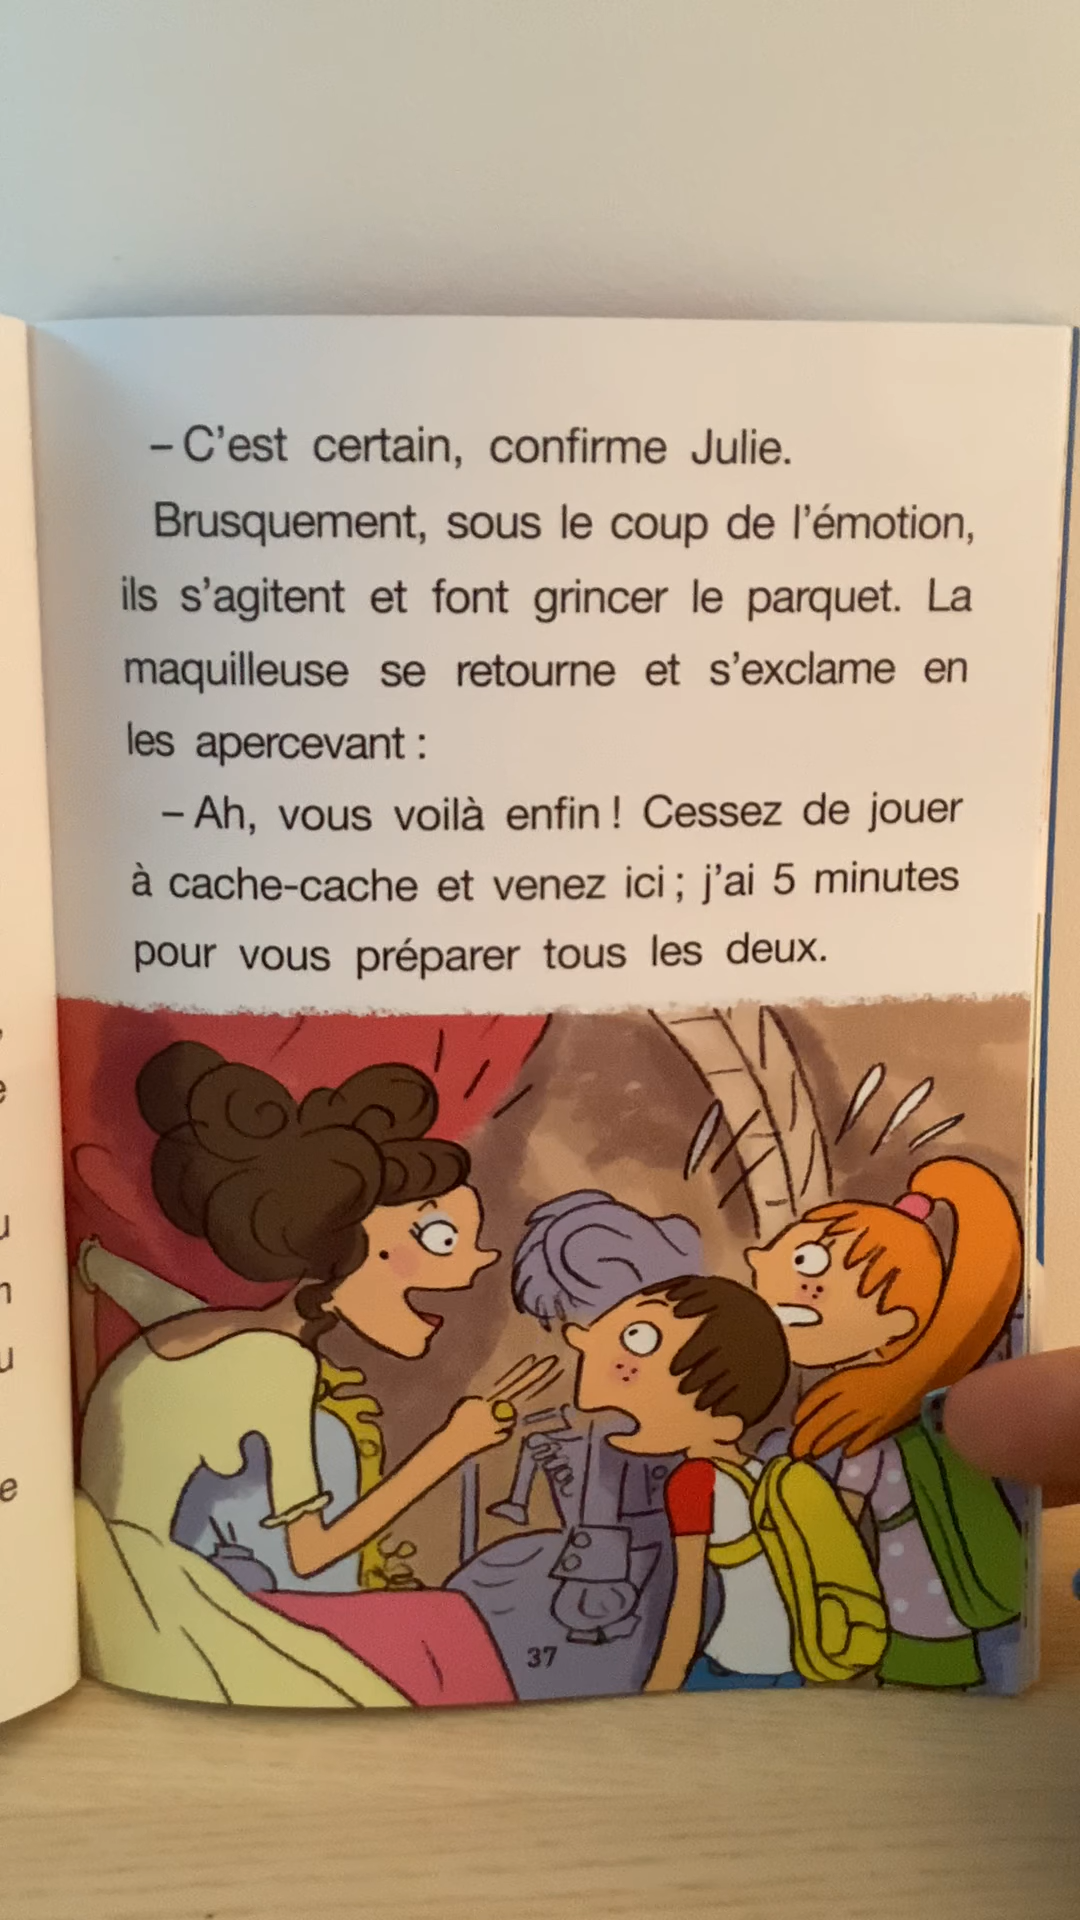 – C'est certain, confirme Julie.
Brusquement, sous le coup de l'émotion,
ils s'agitent et font grincer le parquet. La
maquilleuse se retourne et s'exclame en
les apercevant :
– Ah, vous voilà enfin ! Cessez de jouer
à cache-cache et venez ici ; j'ai 5 minutes
pour vous préparer tous les deux.
37